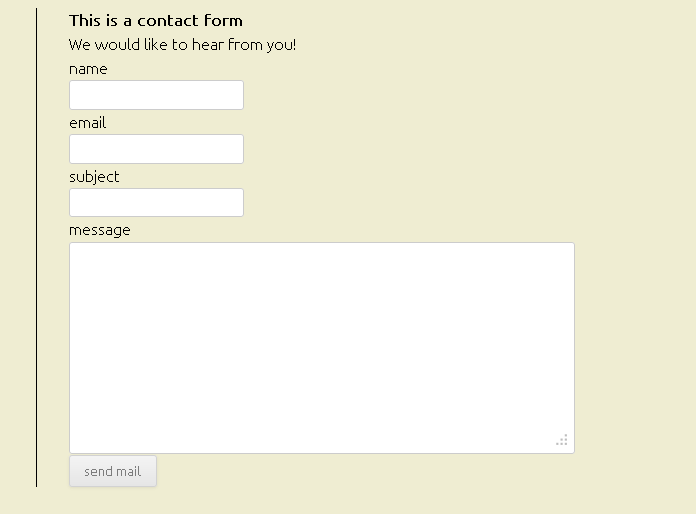 This is a contact form
We would like to hear from you!
name
email
subject
message
send mail